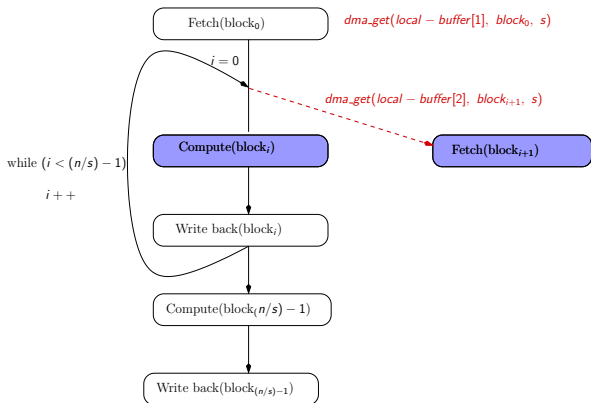 Fetch(block₀)
dma_get(local − buffer[1], block₀, s)
i = 0
dma_get(local − buffer[2], blockᵢ₊₁, s)
Compute(blockᵢ)
Fetch(blockᵢ₊₁)
while (i < (n/s) − 1)
i + +
Write back(blockᵢ)
Compute(block₍n/s) − 1)
Write back(block₍ₙ/ₛ₎₋₁)